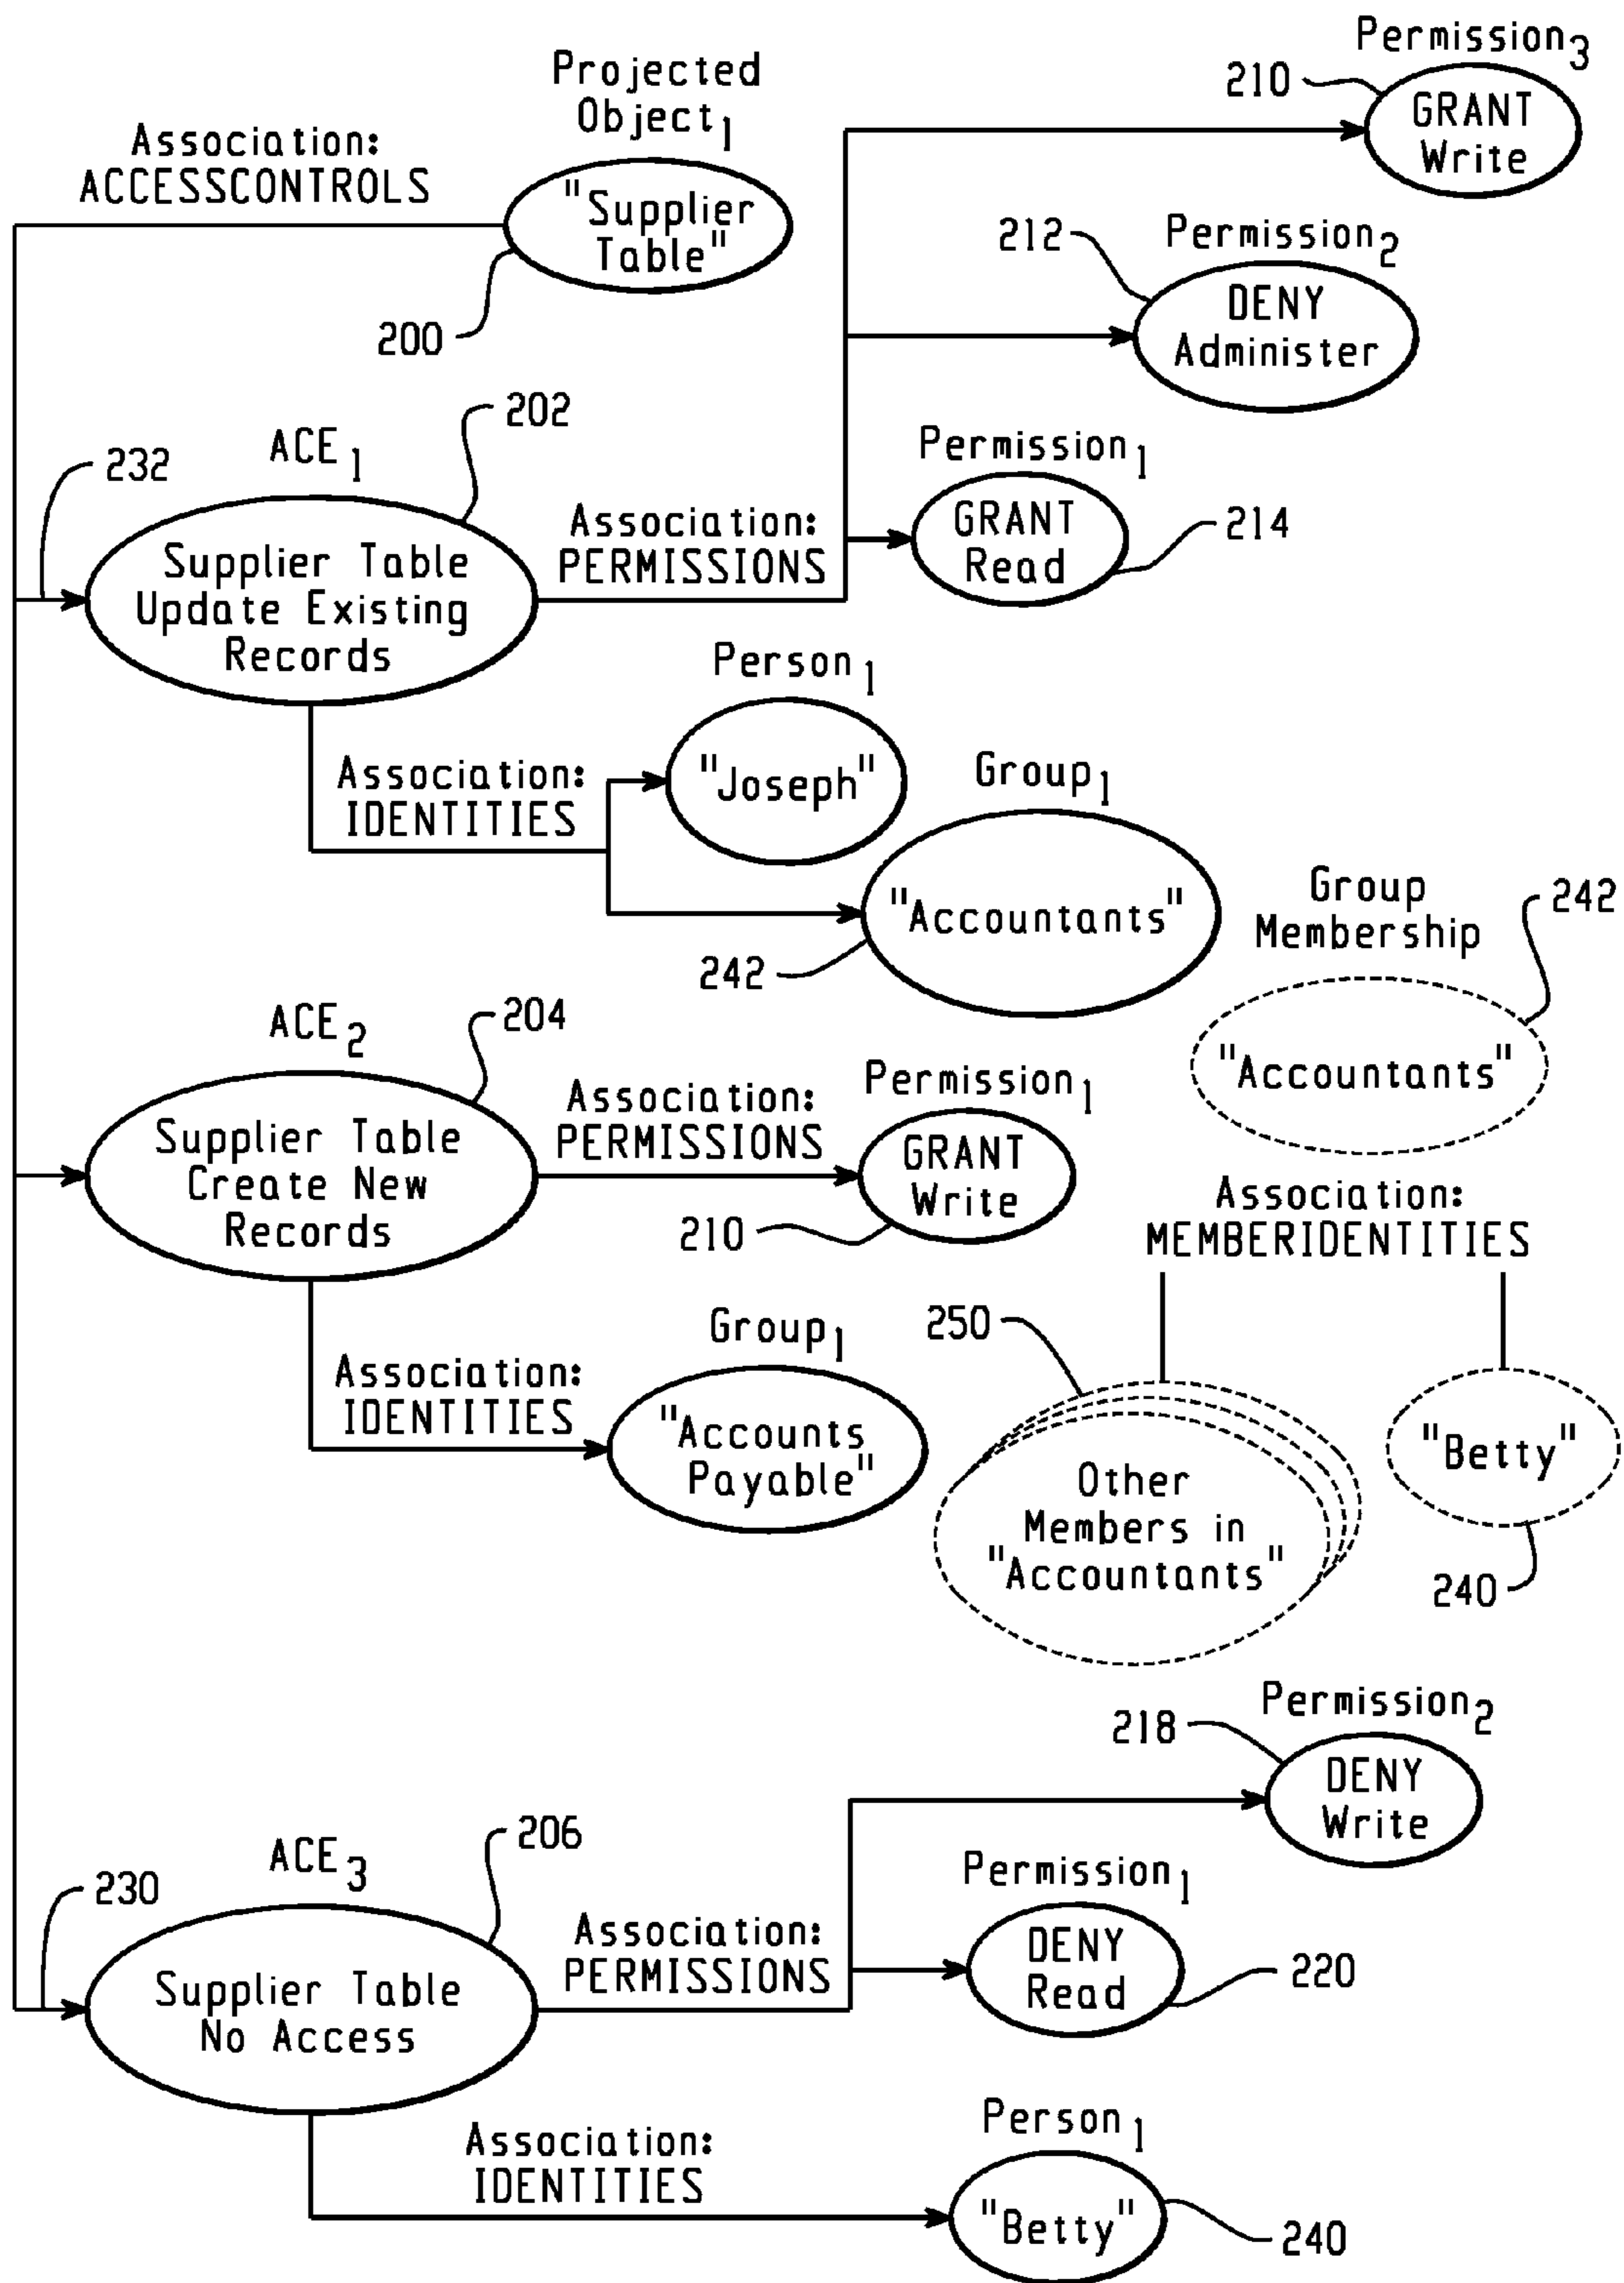 Projected
Object1
Association:
ACCESSCONTROLS
"Supplier
Table"
200
Permission3
210
GRANT
Write
212
Permission2
DENY
Administer
202
ACE1
232
Supplier Table
Update Existing
Records
Association:
PERMISSIONS
Permission1
GRANT
Read
214
Person1
"Joseph"
Association:
IDENTITIES
Group1
"Accountants"
242
Group
Membership
242
"Accountants"
ACE2
204
Supplier Table
Create New
Records
Association:
PERMISSIONS
Permission1
GRANT
Write
210
Association:
MEMBERIDENTITIES
250
Group1
Association:
IDENTITIES
"Accounts
Payable"
Other
Members in
"Accountants"
"Betty"
240
218
Permission2
DENY
Write
ACE3
206
230
Supplier Table
No Access
Association:
PERMISSIONS
Permission1
DENY
Read
220
Association:
IDENTITIES
Person1
"Betty"
240